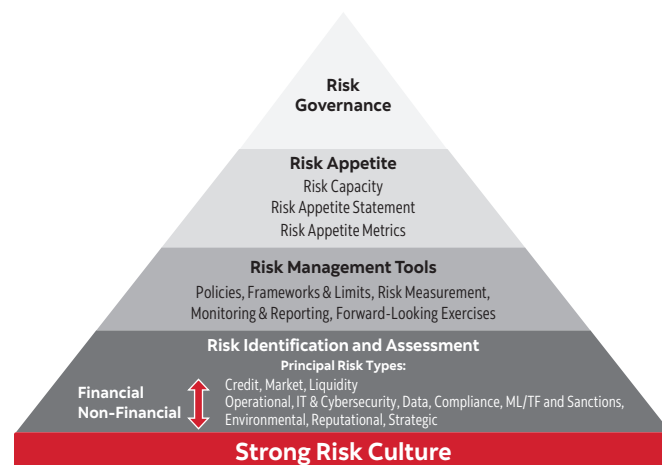 Risk
Governance
Risk Appetite
Risk Capacity
Risk Appetite Statement
Risk Appetite Metrics
Risk Management Tools
Policies, Frameworks & Limits, Risk Measurement,
Monitoring & Reporting, Forward-Looking Exercises
Risk Identification and Assessment
Principal Risk Types:
Financial
Non-Financial
Credit, Market, Liquidity
Operational, IT & Cybersecurity, Data, Compliance, ML/TF and Sanctions,
Environmental, Reputational, Strategic
Strong Risk Culture